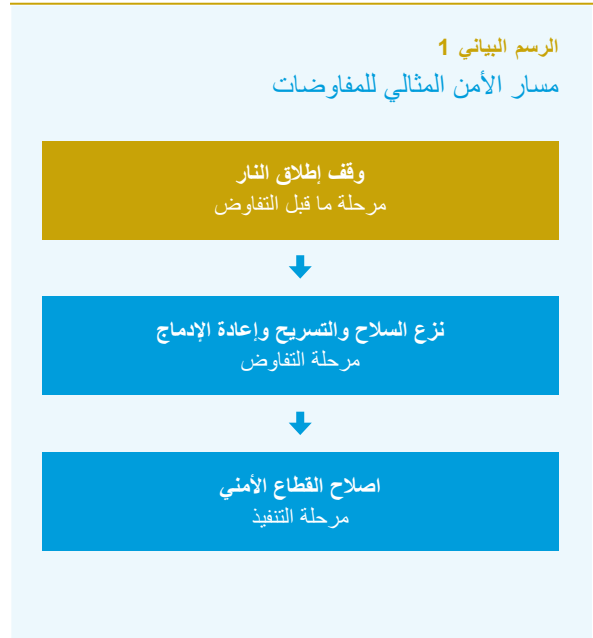 الرسم البياني 1
مسار الأمن المثالي للمفاوضات
وقف إطلاق النار
مرحلة ما قبل التفاوض
نزع السلاح والتسريح وإعادة الإدماج
مرحلة التفاوض
اصلاح القطاع الأمني
مرحلة التنفيذ